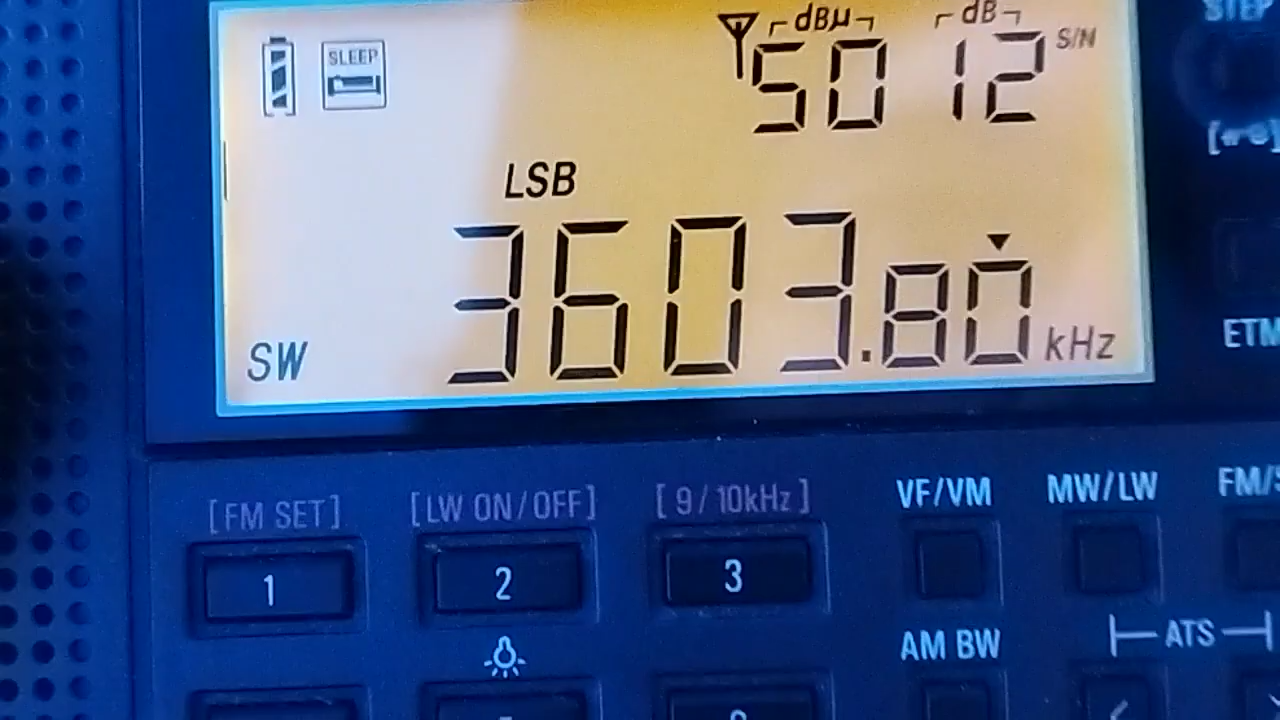 STEP
dBµ dB
SLEEP 50 12 S/N
LSB
SW 3603.80 kHz
ETM
[FM SET] [LW ON/OFF] [9/10kHz] VF/VM MW/LW FM/S
1 2 3
AM BW ATS